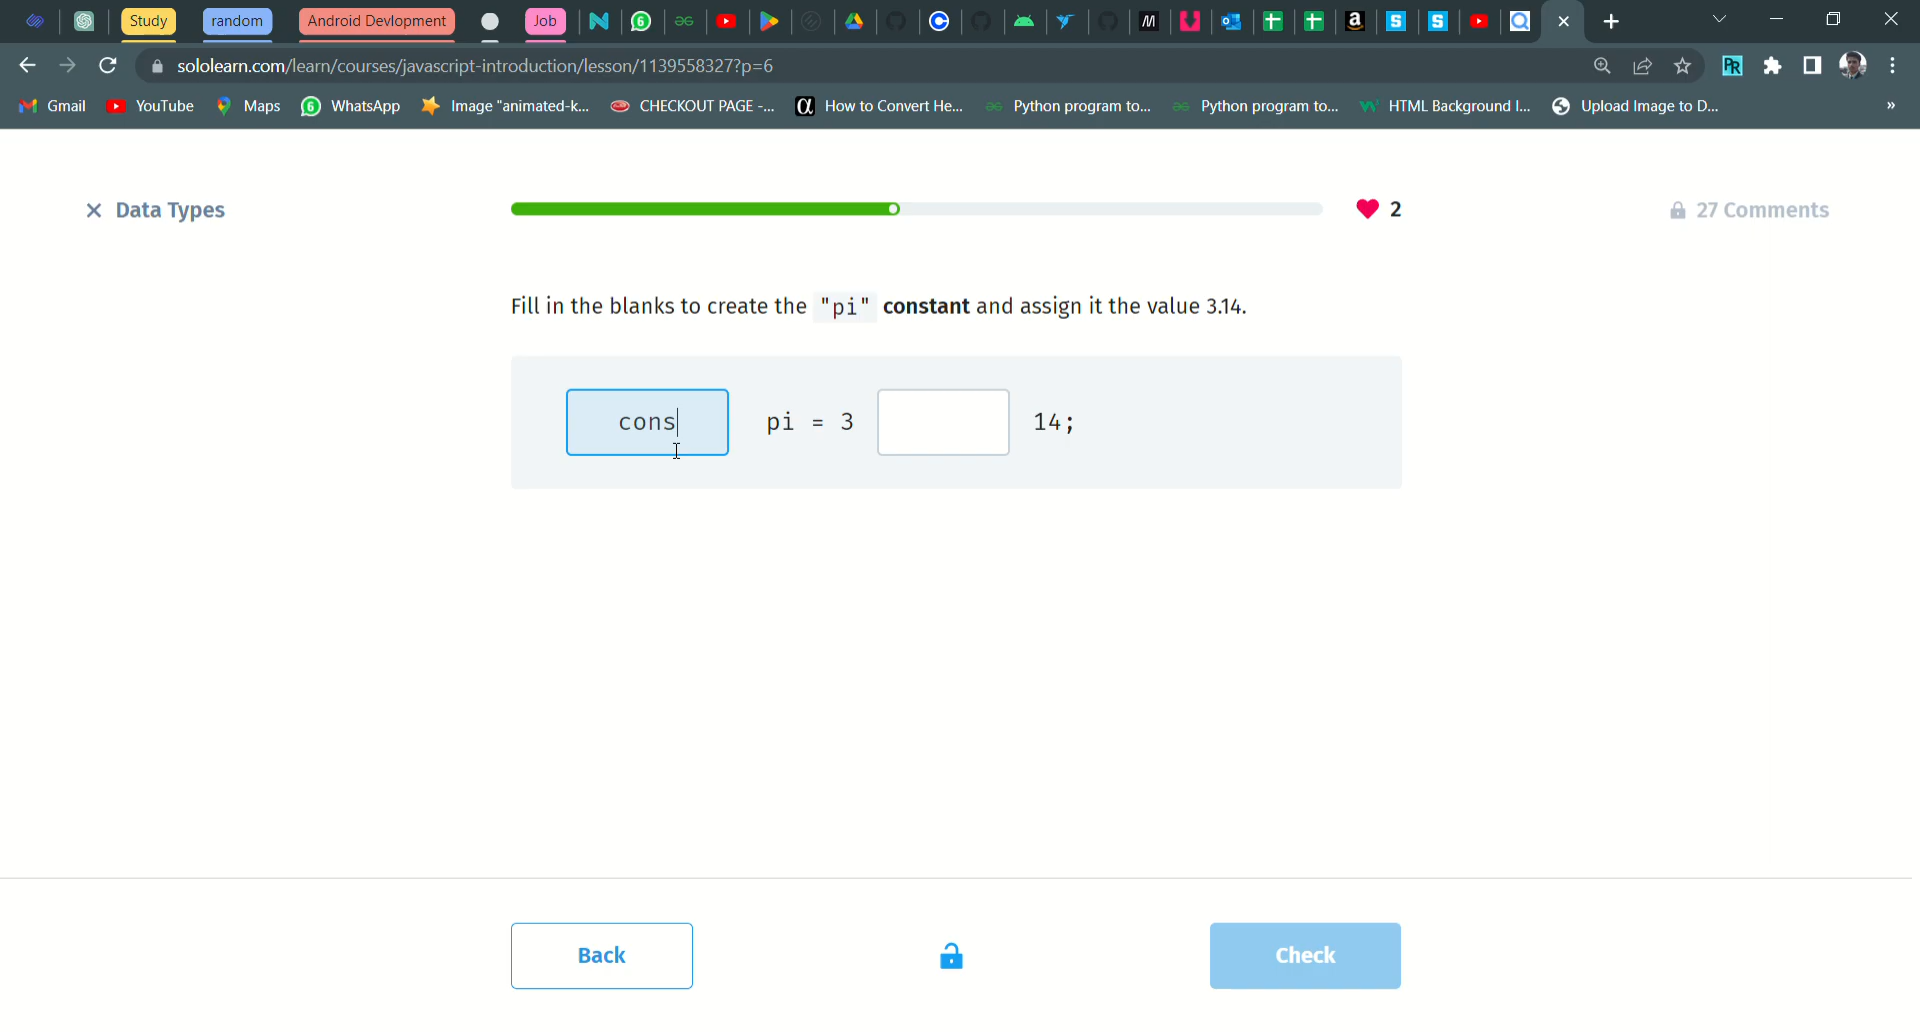 Study random Android Devlopment Job
sololearn.com/learn/courses/javascript-introduction/lesson/1139558327?p=6
Gmail YouTube Maps WhatsApp Image "animated-k... CHECKOUT PAGE -... How to Convert He... Python program to... Python program to... HTML Background I... Upload Image to D... »
Data Types 2 27 Comments
Fill in the blanks to create the "pi" constant and assign it the value 3.14.
cons pi = 3 14;
Back Check